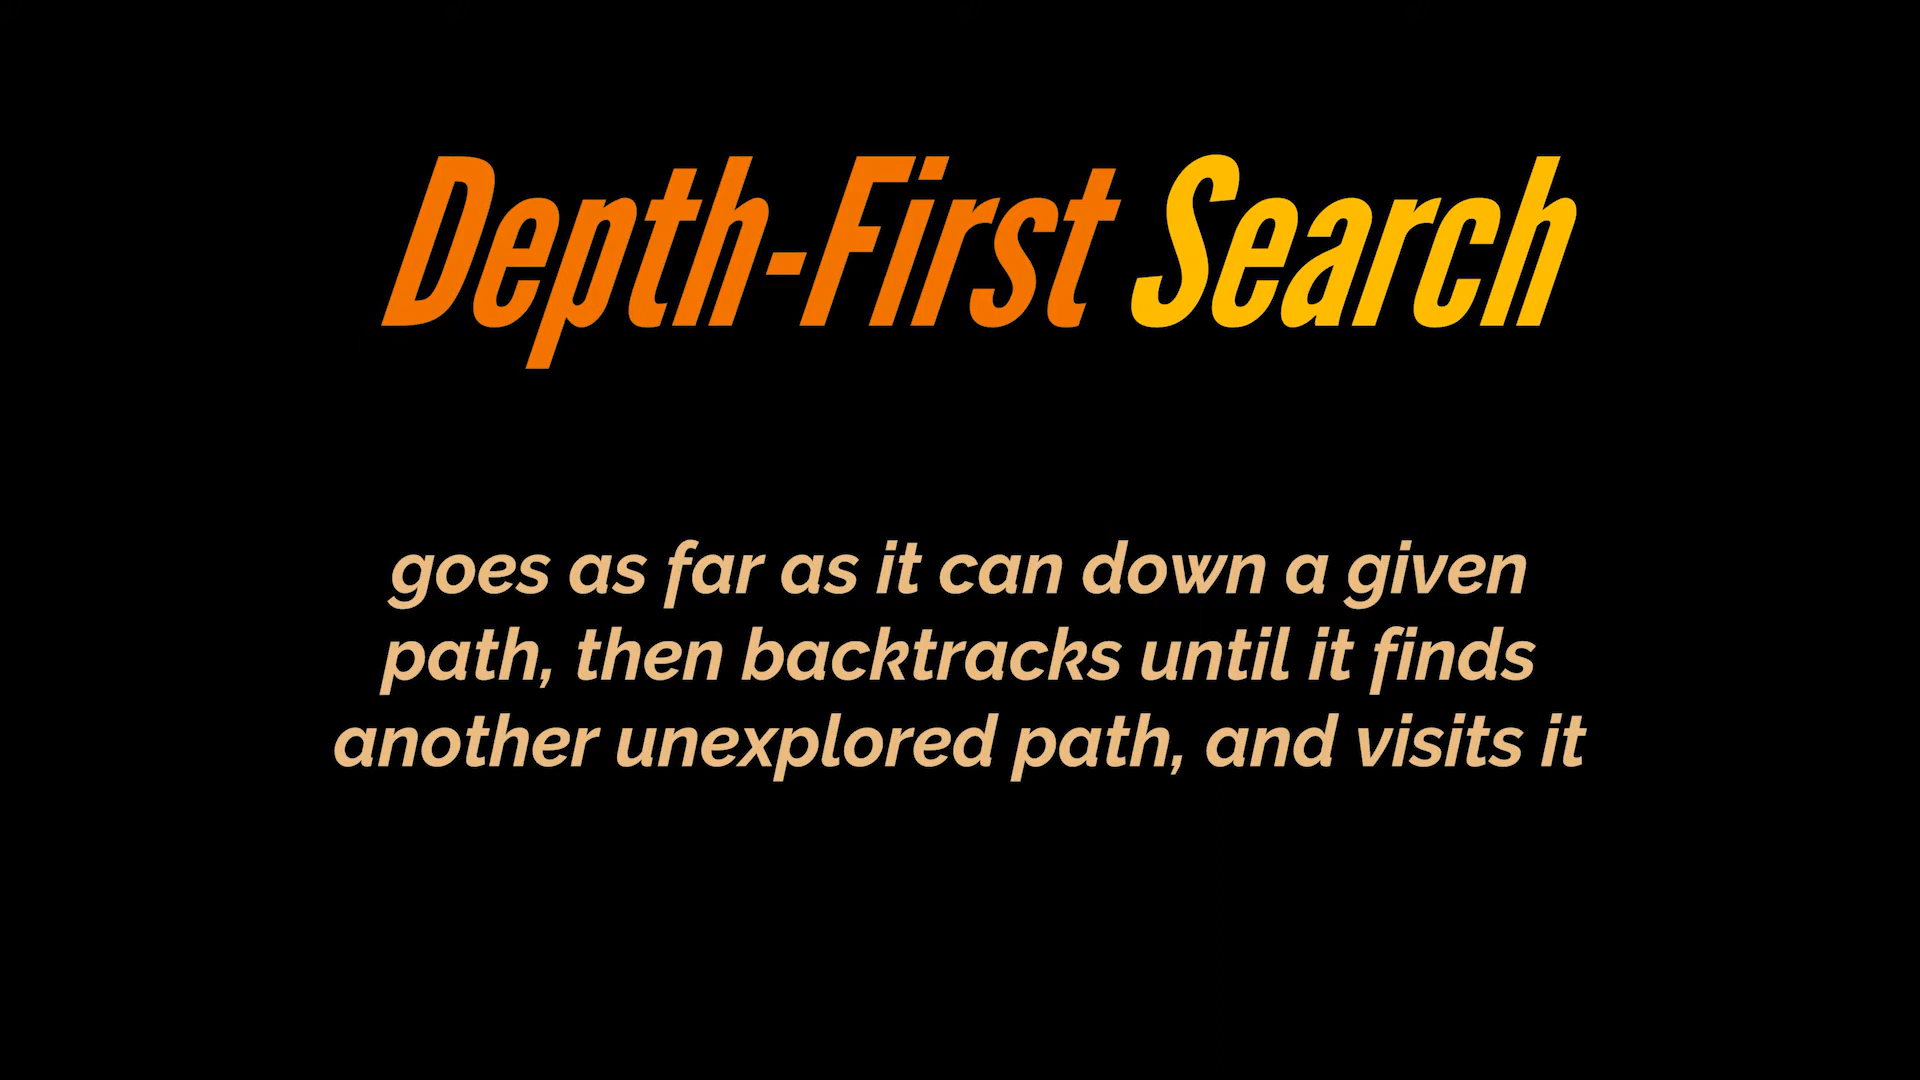 Depth-First Search
goes as far as it can down a given
path, then backtracks until it finds
another unexplored path, and visits it